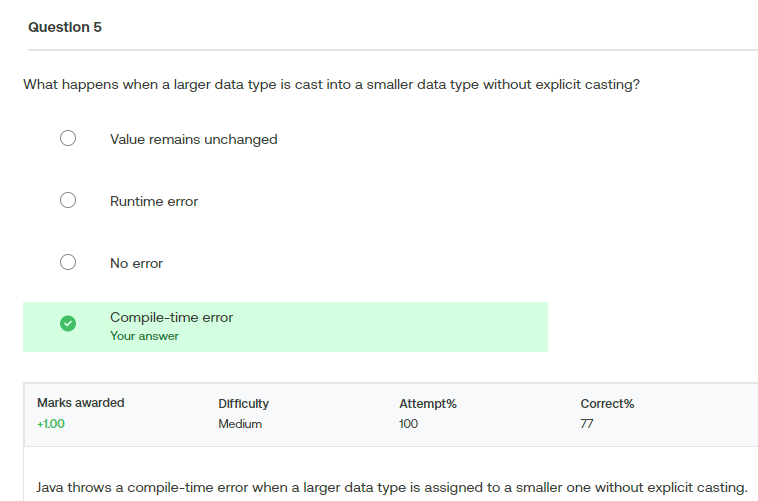 Question 5
What happens when a larger data type is cast into a smaller data type without explicit casting?
Value remains unchanged
Runtime error
No error
Compile-time error
Your answer
Marks awarded Difficulty Attempt% Correct%
+1.00 Medium 100 77
Java throws a compile-time error when a larger data type is assigned to a smaller one without explicit casting.